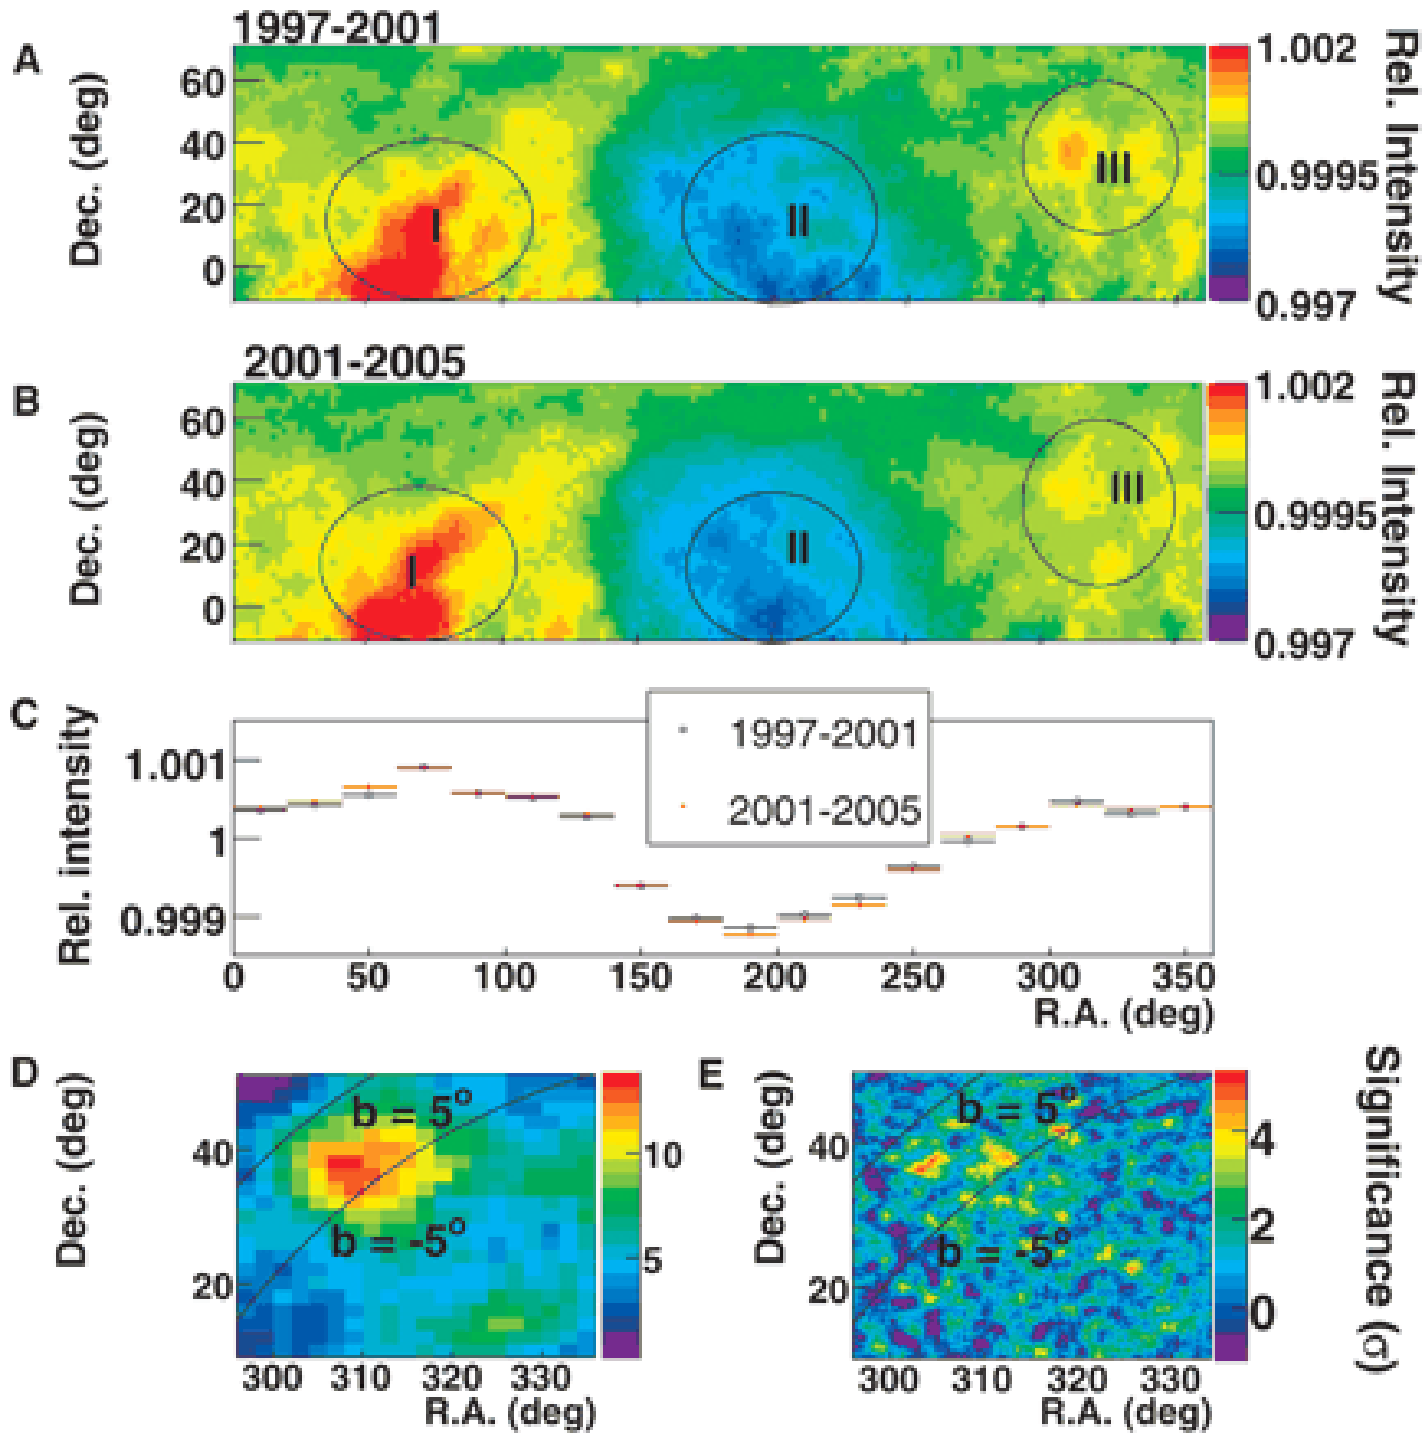 1997-2001
A
Dec. (deg)
60
40
20
0
I
II
III
1.002
0.9995
0.997
Rel. Intensity
2001-2005
B
Dec. (deg)
60
40
20
0
I
II
III
1.002
0.9995
0.997
Rel. Intensity
C
Rel. intensity
1.001
1
0.999
1997-2001
2001-2005
0 50 100 150 200 250 300 350
R.A. (deg)
D
Dec. (deg)
40
20
b = 5°
b = -5°
10
5
300 310 320 330
R.A. (deg)
E
Dec. (deg)
40
20
b = 5°
b = -5°
4
2
0
Significance (σ)
300 310 320 330
R.A. (deg)